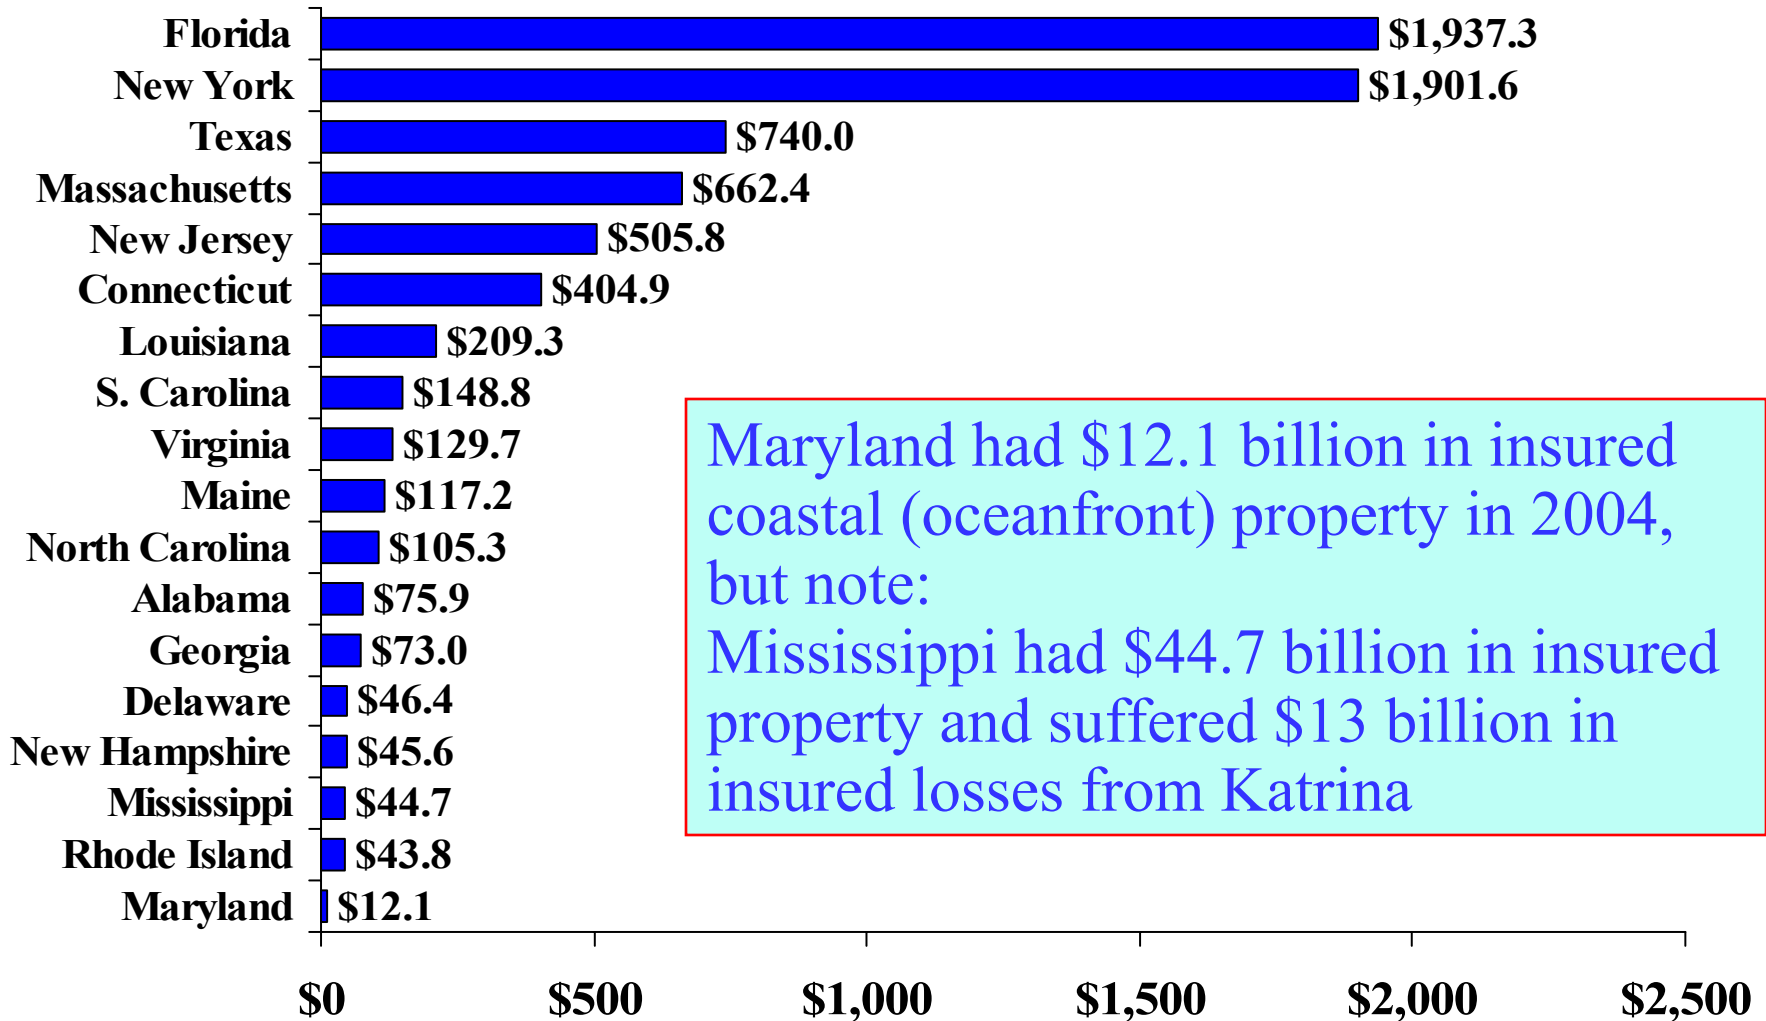 Florida $1,937.3
New York $1,901.6
Texas $740.0
Massachusetts $662.4
New Jersey $505.8
Connecticut $404.9
Louisiana $209.3
S. Carolina $148.8
Virginia $129.7
Maine $117.2
North Carolina $105.3
Alabama $75.9
Georgia $73.0
Delaware $46.4
New Hampshire $45.6
Mississippi $44.7
Rhode Island $43.8
Maryland $12.1
Maryland had $12.1 billion in insured
coastal (oceanfront) property in 2004,
but note:
Mississippi had $44.7 billion in insured
property and suffered $13 billion in
insured losses from Katrina
$0 $500 $1,000 $1,500 $2,000 $2,500